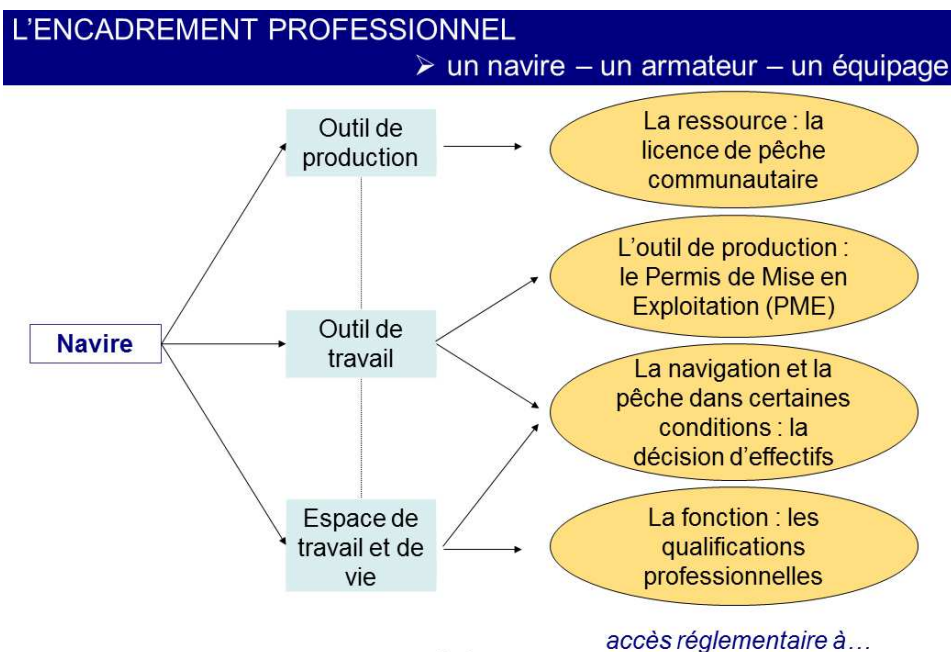 L'ENCADREMENT PROFESSIONNEL
➢ un navire – un armateur – un équipage
Navire
Outil de
production
Outil de
travail
Espace de
travail et de
vie
La ressource : la
licence de pêche
communautaire
L'outil de production :
le Permis de Mise en
Exploitation (PME)
La navigation et la
pêche dans certaines
conditions : la
décision d'effectifs
La fonction : les
qualifications
professionnelles
accès réglementaire à…